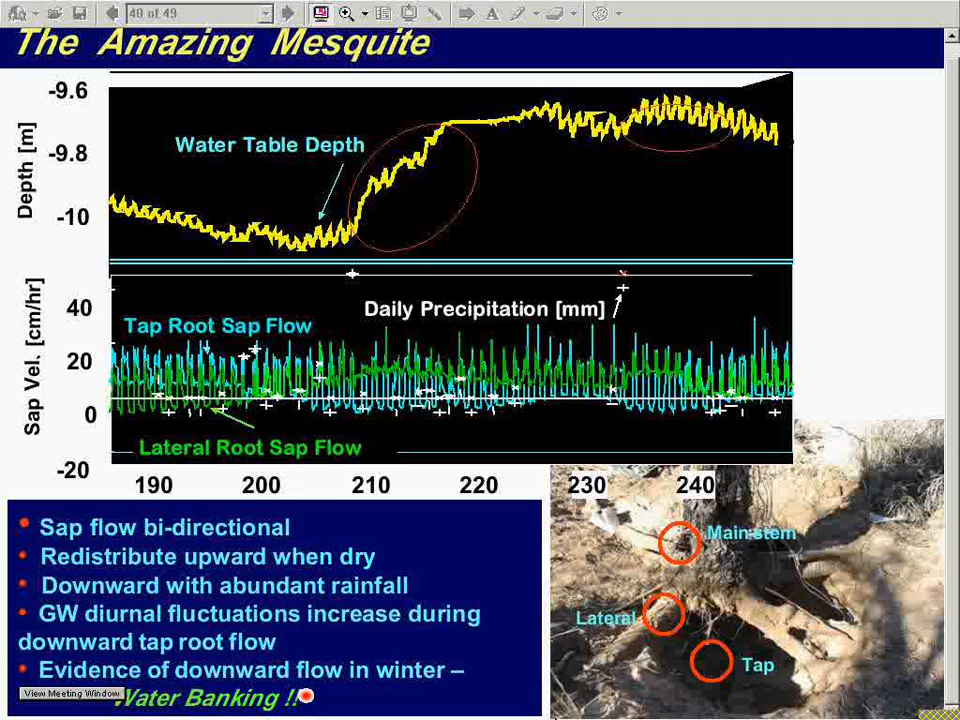 40 of 49
The Amazing Mesquite
-9.6
-9.8
-10
Depth [m]
Water Table Depth
40
20
0
-20
Sap Vel. [cm/hr]
Daily Precipitation [mm]
Tap Root Sap Flow
Lateral Root Sap Flow
190 200 210 220 230 240
• Sap flow bi-directional
• Redistribute upward when dry
• Downward with abundant rainfall
• GW diurnal fluctuations increase during
downward tap root flow
• Evidence of downward flow in winter –
Water Banking !!
View Meeting Window
Main stem
Lateral
Tap